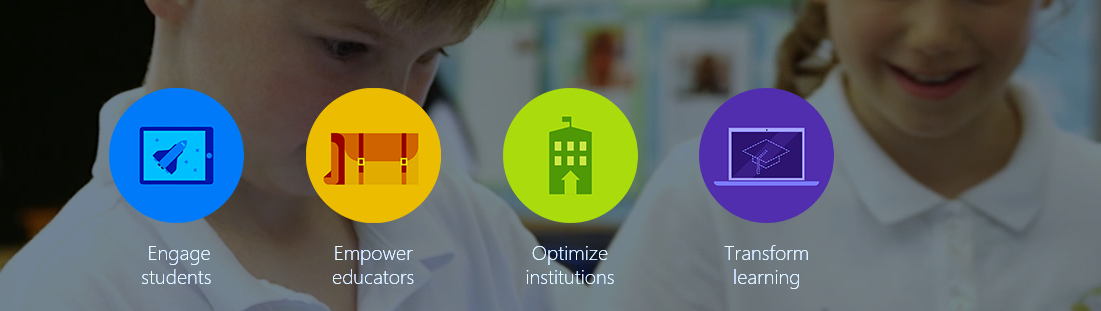 Engage
students
Empower
educators
Optimize
institutions
Transform
learning